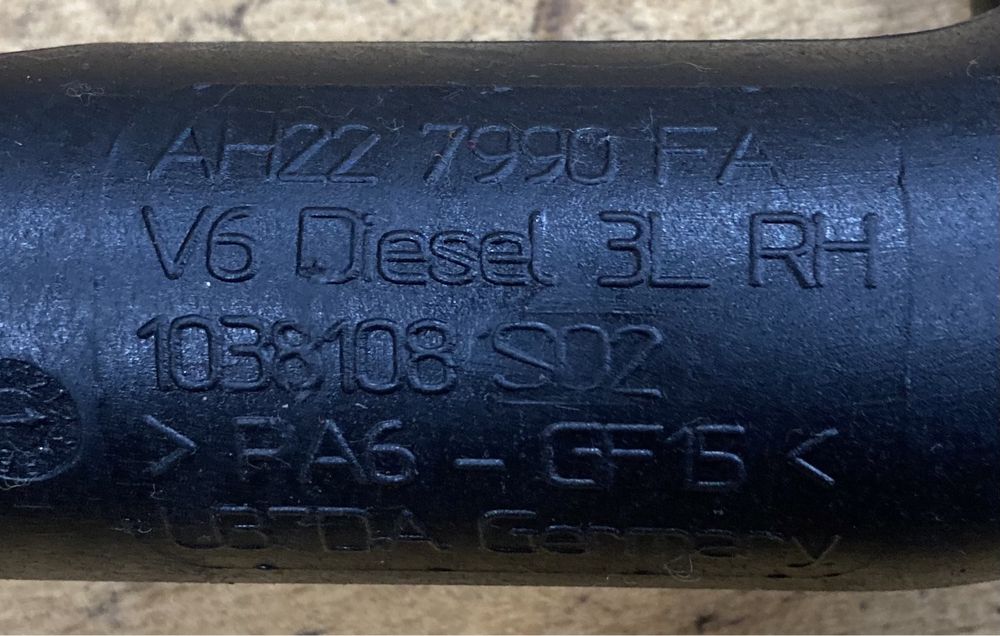 AH22 7990 FA
V6 Diesel 3L RH
1038108 S02
> PA6 - GF15 <
Germany